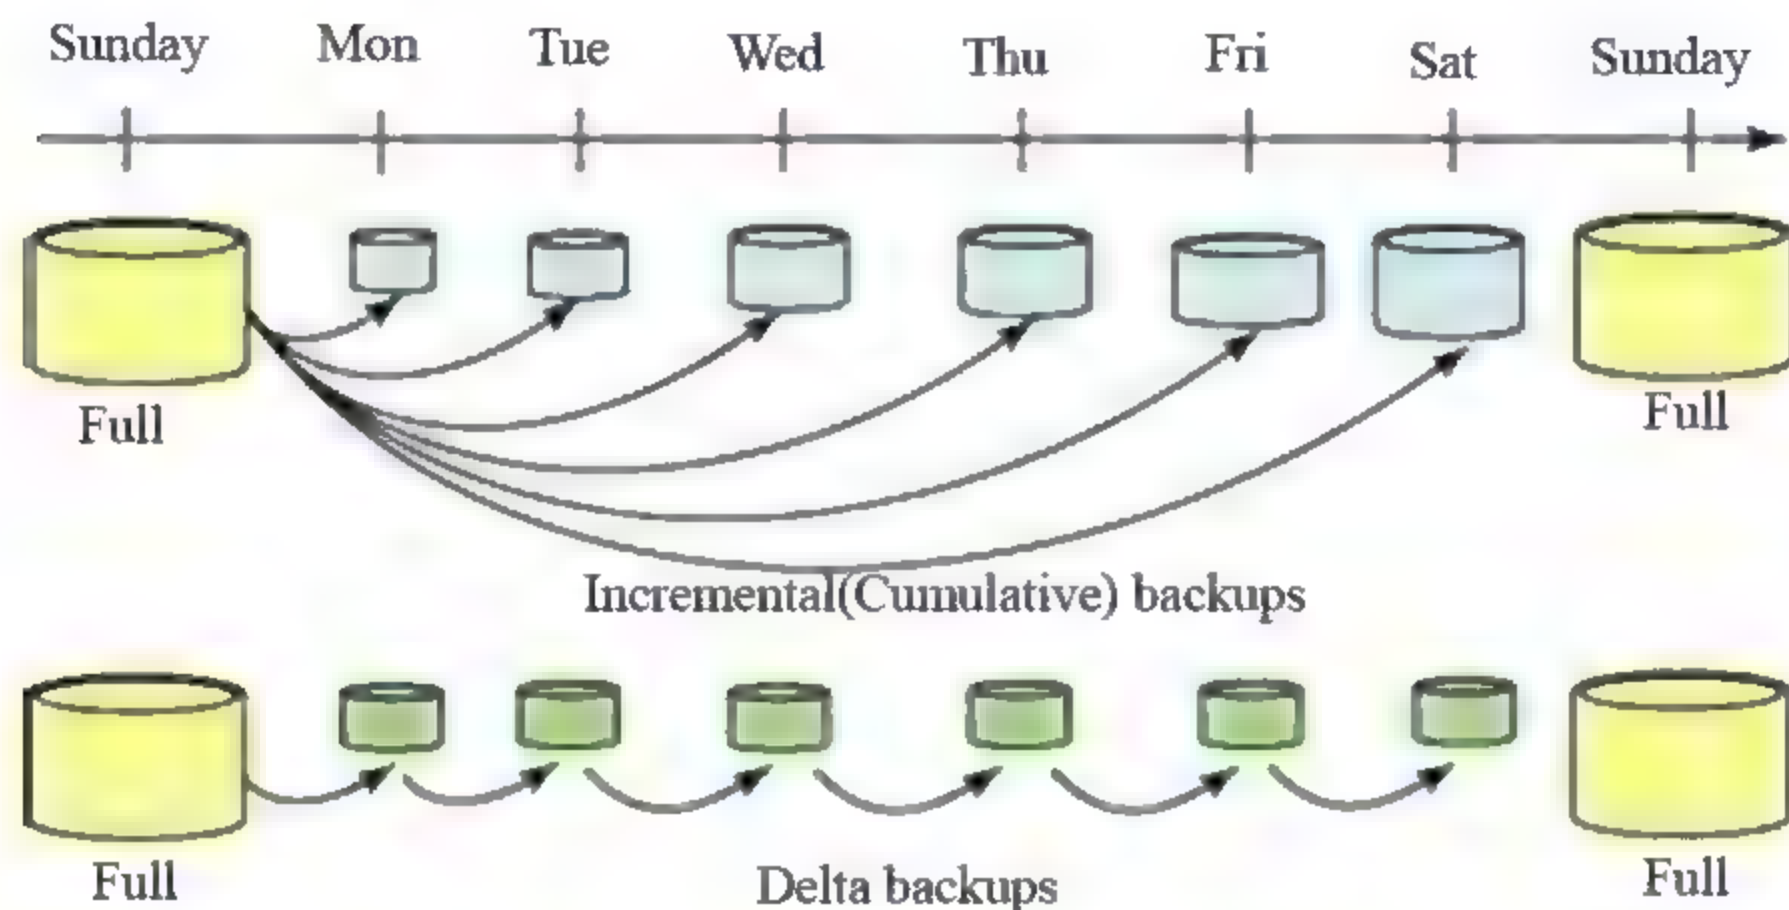 Sunday Mon Tue Wed Thu Fri Sat Sunday
Full Full
Incremental(Cumulative) backups
Full Full
Delta backups